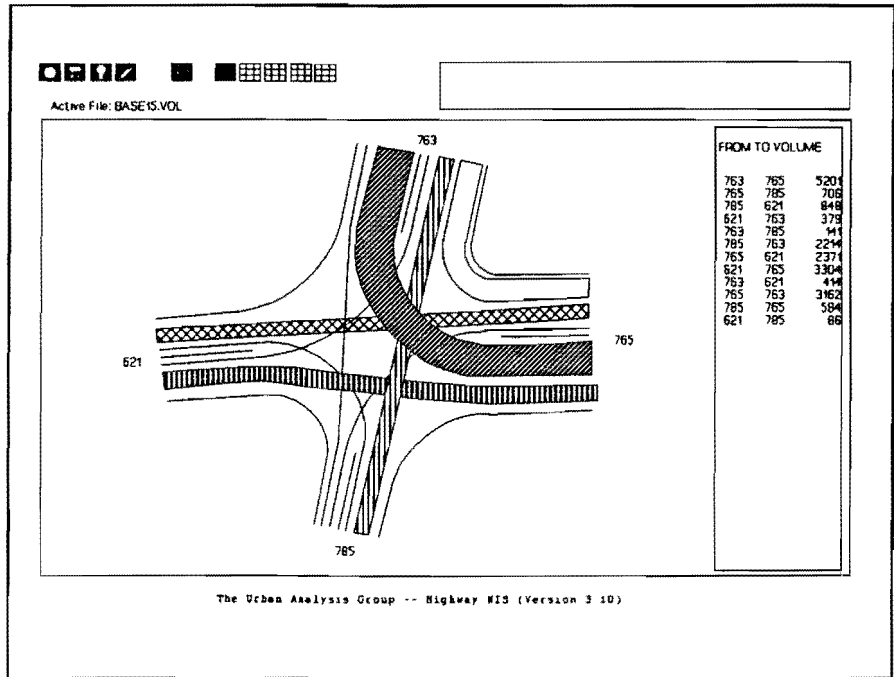 Active File: BASE15.VOL
763
621
765
785
FROM TO VOLUME
763 765 5201
765 785 706
785 621 848
621 763 379
763 785 141
785 763 2214
765 621 2371
621 765 3304
763 621 414
765 763 3162
785 765 584
621 785 86
The Urban Analysis Group -- Highway NIS (Version 3 10)